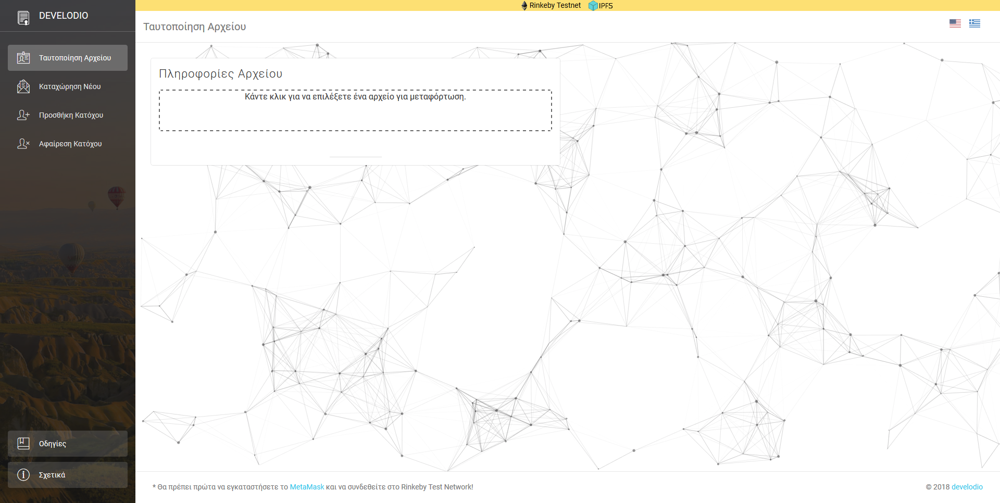 DEVELODIO
Rinkeby Testnet IPFS
Ταυτοποίηση Αρχείου
Ταυτοποίηση Αρχείου
Καταχώρηση Νέου
Προσθήκη Κατόχου
Αφαίρεση Κατόχου
Πληροφορίες Αρχείου
Κάντε κλικ για να επιλέξετε ένα αρχείο για μεταφόρτωση.
Οδηγίες
Σχετικά
* Θα πρέπει πρώτα να εγκαταστήσετε το MetaMask και να συνδεθείτε στο Rinkeby Test Network!
© 2018 develodio